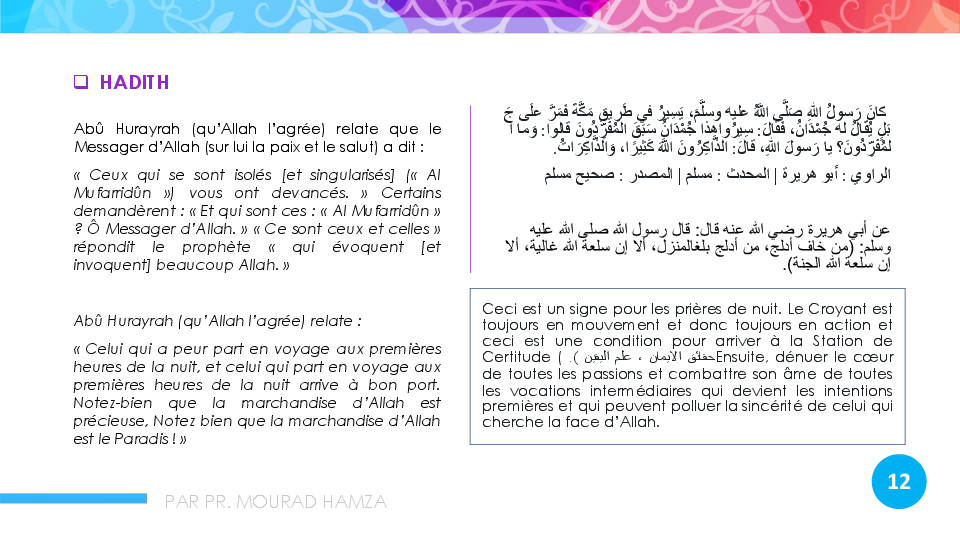 HADITH
Abû Hurayrah (qu’Allah l’agrée) relate que le
Messager d’Allah (sur lui la paix et le salut) a dit :
« Ceux qui se sont isolés [et singularisés] (« Al
Mufarridûn ») vous ont devancés. » Certains
demandèrent : « Et qui sont ces : « Al Mufarridûn »
? Ô Messager d’Allah. » « Ce sont ceux et celles »
répondit le prophète « qui évoquent [et
invoquent] beaucoup Allah. »
Abû Hurayrah (qu’Allah l’agrée) relate :
« Celui qui a peur part en voyage aux premières
heures de la nuit, et celui qui part en voyage aux
premières heures de la nuit arrive à bon port.
Notez-bien que la marchandise d’Allah est
précieuse, Notez bien que la marchandise d’Allah
est le Paradis ! »
كانَ رَسولُ اللهِ صَلَّى اللَّهُ عليه وسلَّمَ، يَسِيرُ في طَرِيقِ مَكَّةَ فَمَرَّ علَى جَ
بَلٍ يُقَالُ له جُمْدَانُ، فَقالَ: سِيرُوا هذا جُمْدَانُ سَبَقَ المُفَرِّدُونَ قالوا: وَما ا
لمُفَرِّدُونَ؟ يا رَسولَ اللهِ، قالَ: الذَّاكِرُونَ اللَّهَ كَثِيرًا، وَالذَّاكِرَاتُ.
الراوي : أبو هريرة | المحدث : مسلم | المصدر : صحيح مسلم
عن أبي هريرة رضي الله عنه قال: قال رسول الله صلى الله عليه
وسلم: (من خاف أدلج، من أدلج بلغالمنزل، ألا إن سلعة الله غالية، ألا
إن سلعة الله الجنة).
Ceci est un signe pour les prières de nuit. Le Croyant est
toujours en mouvement et donc toujours en action et
ceci est une condition pour arriver à la Station de
Certitude ( حقائق الايمان ، علم اليقين .( Ensuite, dénuer le cœur
de toutes les passions et combattre son âme de toutes
les vocations intermédiaires qui devient les intentions
premières et qui peuvent polluer la sincérité de celui qui
cherche la face d’Allah.
PAR PR. MOURAD HAMZA
12